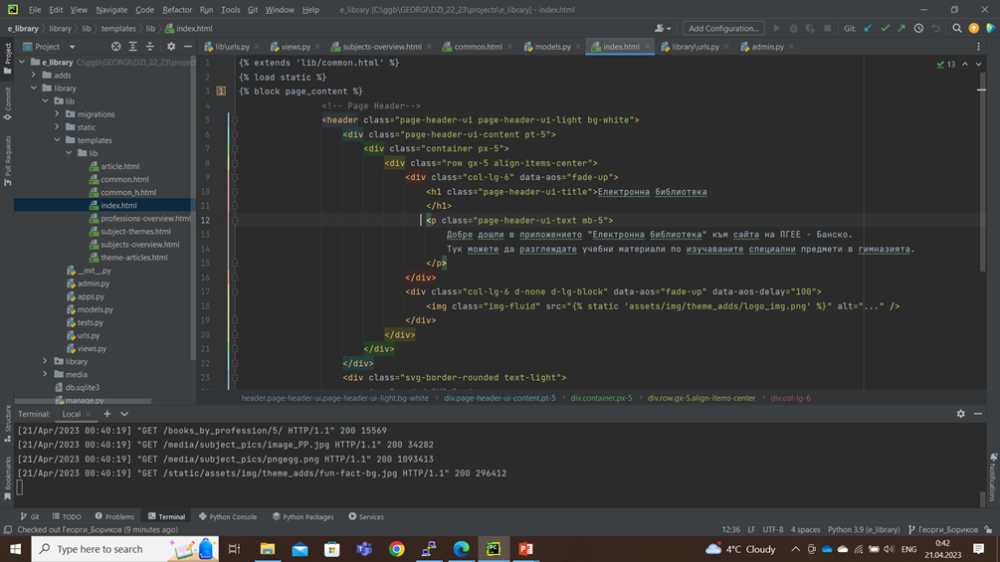 File Edit View Navigate Code Refactor Run Tools Git Window Help e_library [C:\ggb\GEORGI\DZI_22_23\projects\e_library] - index.html
e_library library lib templates lib index.html Add Configuration... Git:
Project
lib\urls.py views.py subjects-overview.html common.html models.py index.html library\urls.py admin.py
e_library C:\ggb\GEORGI\DZI_22_23\project
adds
library
lib
migrations
static
templates
lib
article.html
common.html
common_h.html
index.html
professions-overview.html
subject-themes.html
subjects-overview.html
theme-articles.html
__init__.py
admin.py
apps.py
models.py
tests.py
urls.py
views.py
library
media
db.sqlite3
manage.py
Project
Commit
Pull Requests
Structure
Bookmarks
Notifications
13
1 {% extends 'lib/common.html' %}
2 {% load static %}
3 {% block page_content %}
4 <!-- Page Header-->
5 <header class="page-header-ui page-header-ui-light bg-white">
6 <div class="page-header-ui-content pt-5">
7 <div class="container px-5">
8 <div class="row gx-5 align-items-center">
9 <div class="col-lg-6" data-aos="fade-up">
10 <h1 class="page-header-ui-title">Електронна библиотека
11 </h1>
12 <p class="page-header-ui-text mb-5">
13 Добре дошли в приложението "Електронна библиотека" към сайта на ПГЕЕ - Банско.
14 Тук можете да разглеждате учебни материали по изучаваните специални предмети в гимназията.
15 </p>
16 </div>
17 <div class="col-lg-6 d-none d-lg-block" data-aos="fade-up" data-aos-delay="100">
18 <img class="img-fluid" src="{% static 'assets/img/theme_adds/logo_img.png' %}" alt="..." />
19 </div>
20 </div>
21 </div>
22 </div>
23 <div class="svg-border-rounded text-light">
header.page-header-ui.page-header-ui-light.bg-white div.page-header-ui-content.pt-5 div.container.px-5 div.row.gx-5.align-items-center div.col-lg-6
Terminal: Local
[21/Apr/2023 00:40:19] "GET /books_by_profession/5/ HTTP/1.1" 200 15569
[21/Apr/2023 00:40:19] "GET /media/subject_pics/image_PP.jpg HTTP/1.1" 200 34282
[21/Apr/2023 00:40:19] "GET /media/subject_pics/pngegg.png HTTP/1.1" 200 1093413
[21/Apr/2023 00:40:19] "GET /static/assets/img/theme_adds/fun-fact-bg.jpg HTTP/1.1" 200 296412
Git TODO Problems Terminal Python Console Python Packages Services
Checked out Георги_Бориков (9 minutes ago) 12:36 LF UTF-8 4 spaces Python 3.9 (e_library) Георги_Бориков
Type here to search 4°C Cloudy ENG 0:42
21.04.2023